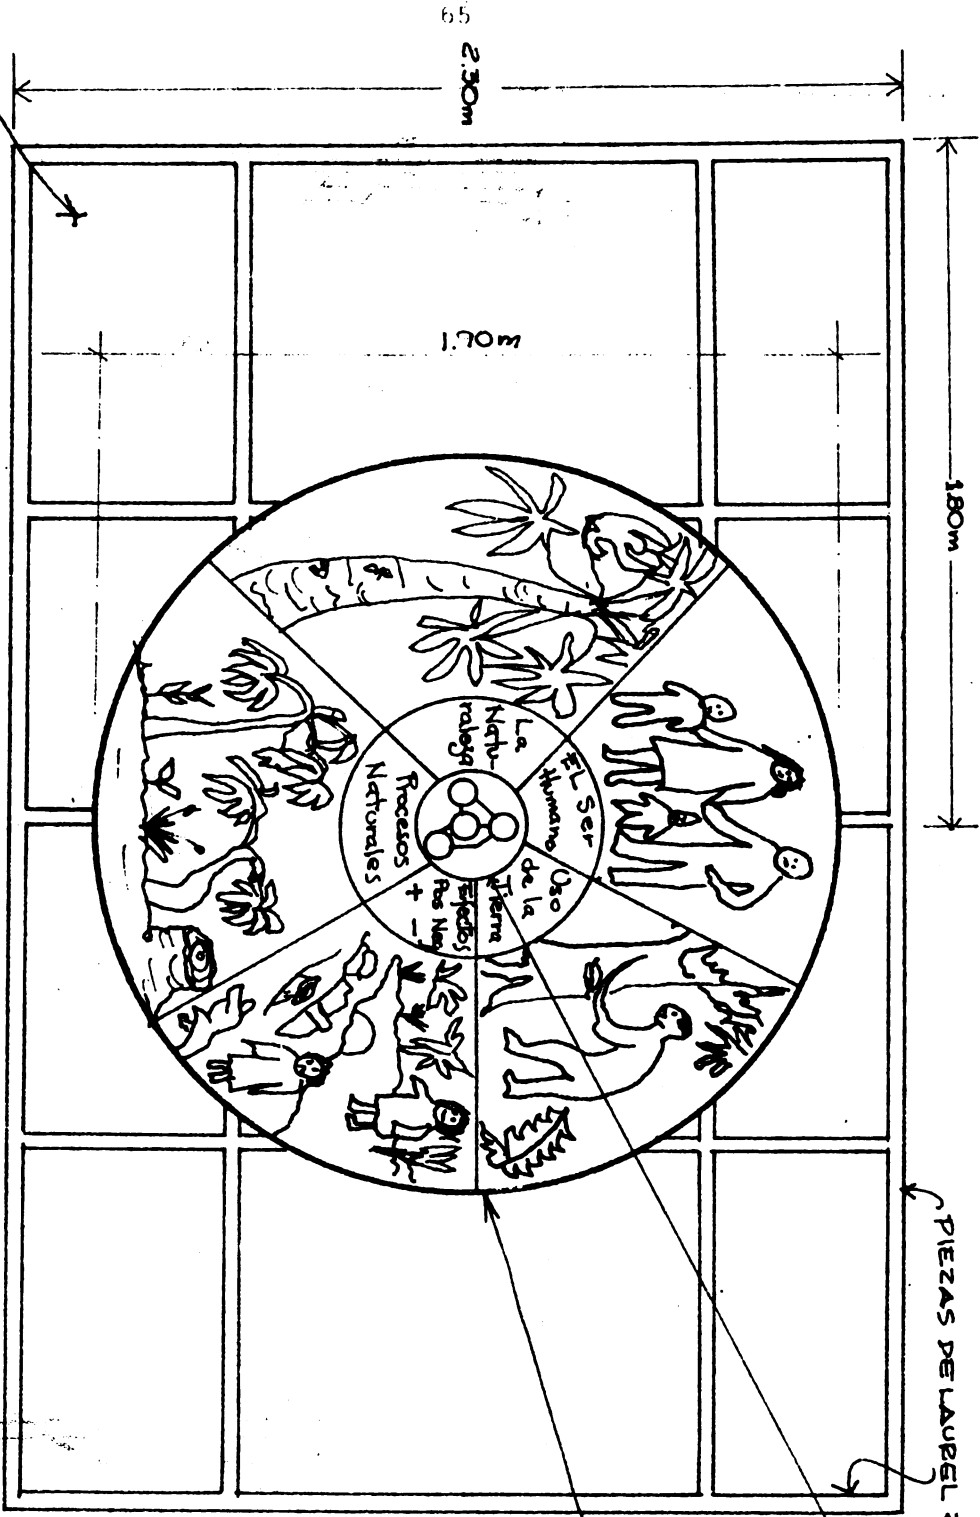 65
2.30m
1.80m
1.70m
La
Natu-
raleza
EL Ser
Humano
Uso
de la
Tierra
Efectos
Pos Neg
+ -
Procesos
Naturales
PIEZAS DE LAUREL